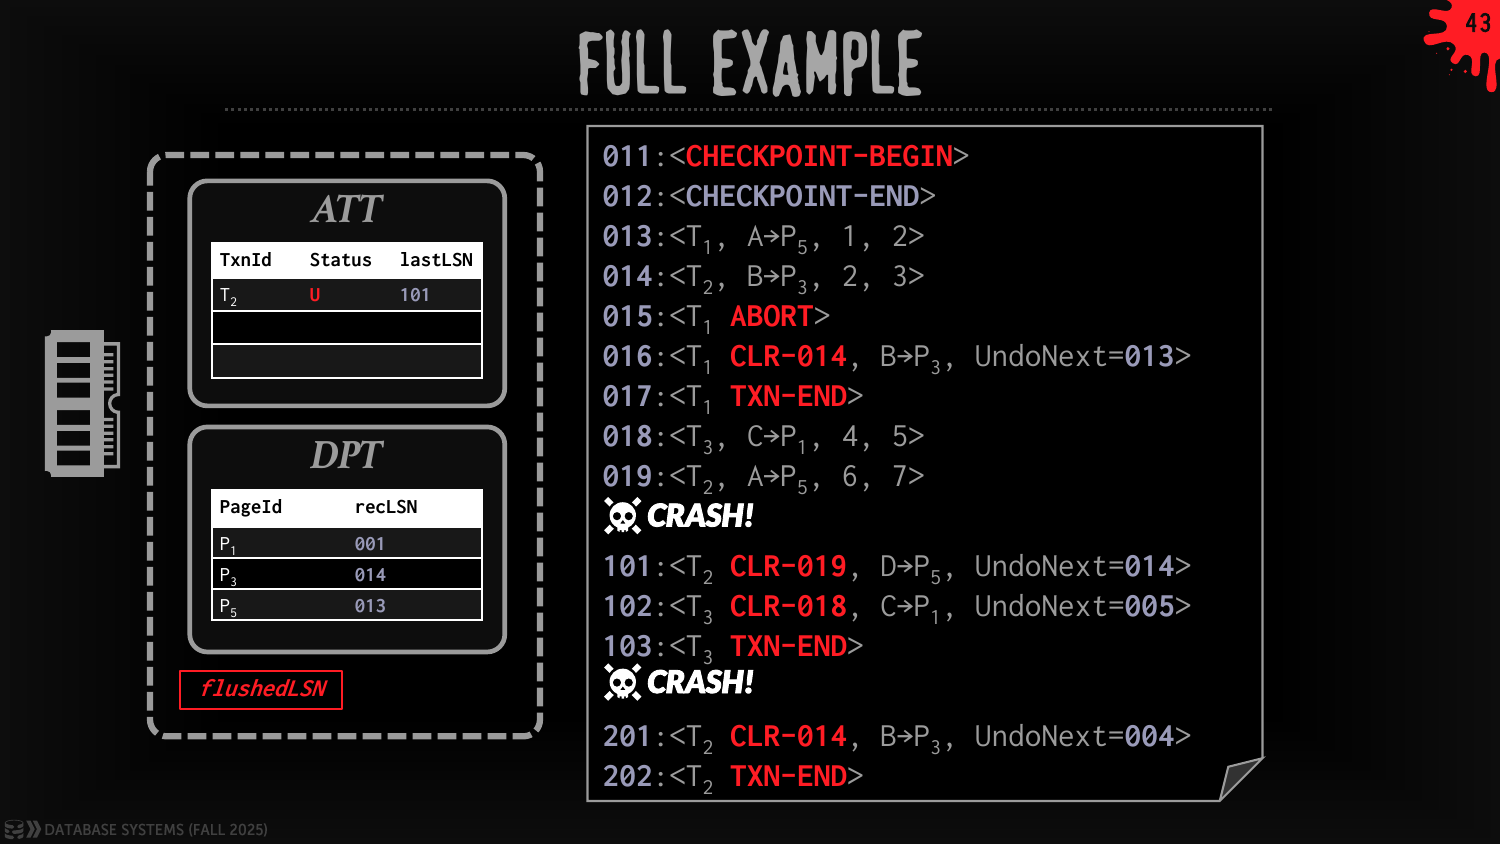 43
FULL EXAMPLE
ATT
TxnId Status lastLSN
T2 U 101
DPT
PageId recLSN
P1 001
P3 014
P5 013
flushedLSN
011:<CHECKPOINT-BEGIN>
012:<CHECKPOINT-END>
013:<T1, A→P5, 1, 2>
014:<T2, B→P3, 2, 3>
015:<T1 ABORT>
016:<T1 CLR-014, B→P3, UndoNext=013>
017:<T1 TXN-END>
018:<T3, C→P1, 4, 5>
019:<T2, A→P5, 6, 7>
CRASH!
101:<T2 CLR-019, D→P5, UndoNext=014>
102:<T3 CLR-018, C→P1, UndoNext=005>
103:<T3 TXN-END>
CRASH!
201:<T2 CLR-014, B→P3, UndoNext=004>
202:<T2 TXN-END>
DATABASE SYSTEMS (FALL 2025)